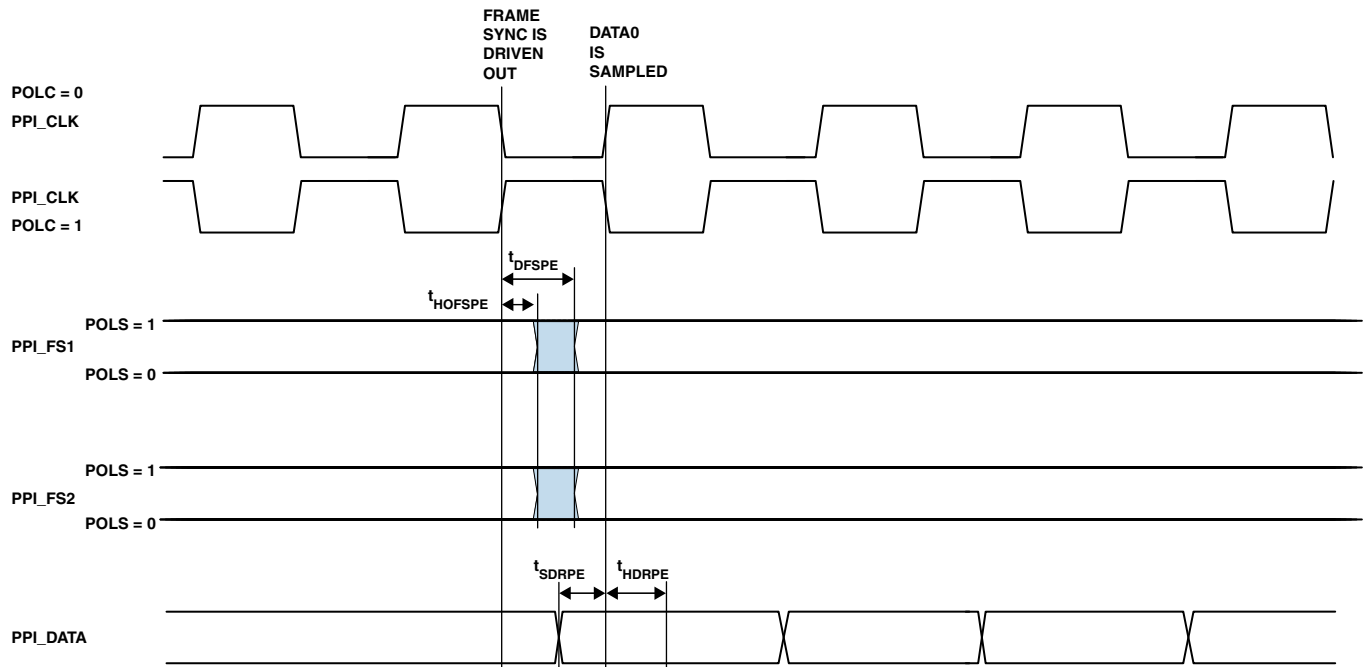 FRAME
SYNC IS
DRIVEN
OUT
DATA0
IS
SAMPLED
POLC = 0
PPI_CLK
PPI_CLK
POLC = 1
tDFSPE
tHOFSPE
POLS = 1
PPI_FS1
POLS = 0
POLS = 1
PPI_FS2
POLS = 0
tSDRPE
tHDRPE
PPI_DATA